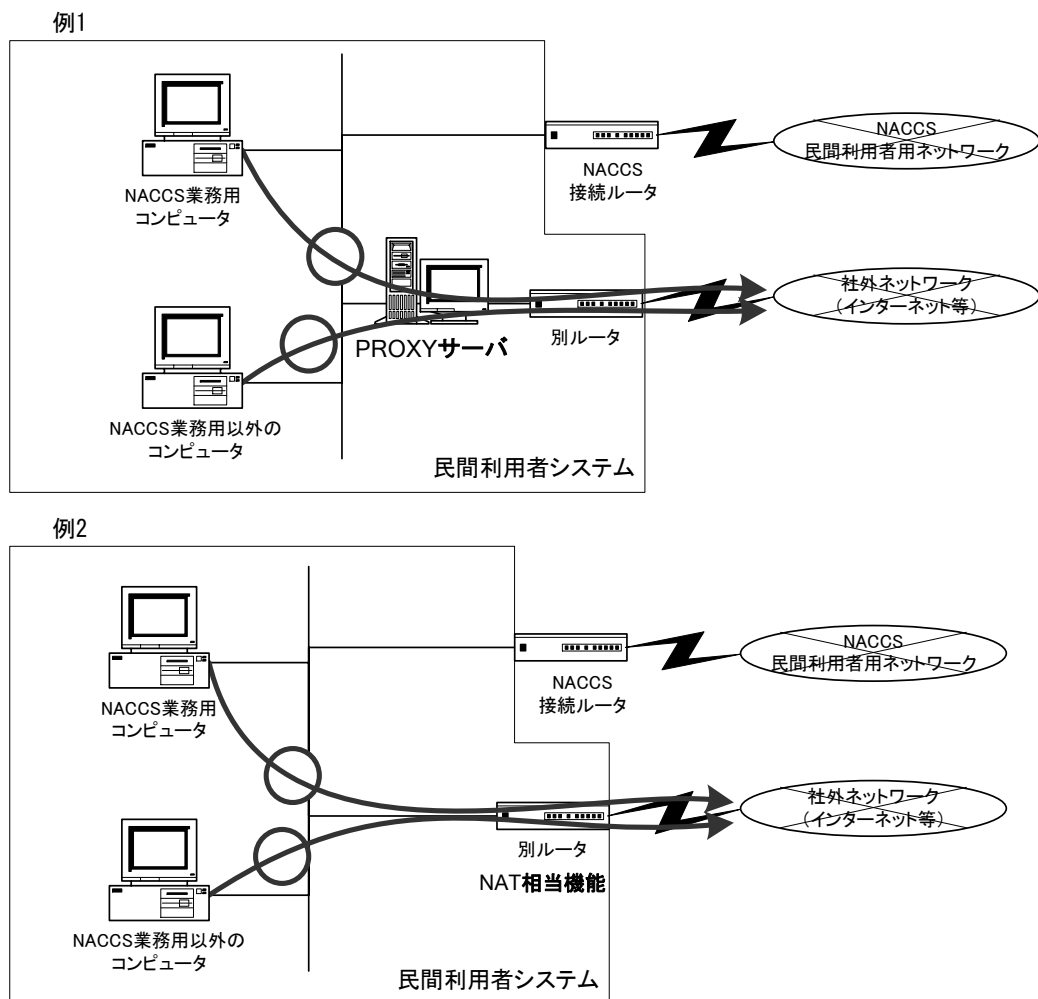 例1
NACCS業務用
コンピュータ
NACCS
接続ルータ
NACCS
民間利用者用ネットワーク
社外ネットワーク
（インターネット等）
別ルータ
PROXYサーバ
NACCS業務用以外の
コンピュータ
民間利用者システム
例2
NACCS業務用
コンピュータ
NACCS
接続ルータ
NACCS
民間利用者用ネットワーク
社外ネットワーク
（インターネット等）
別ルータ
NAT相当機能
NACCS業務用以外の
コンピュータ
民間利用者システム